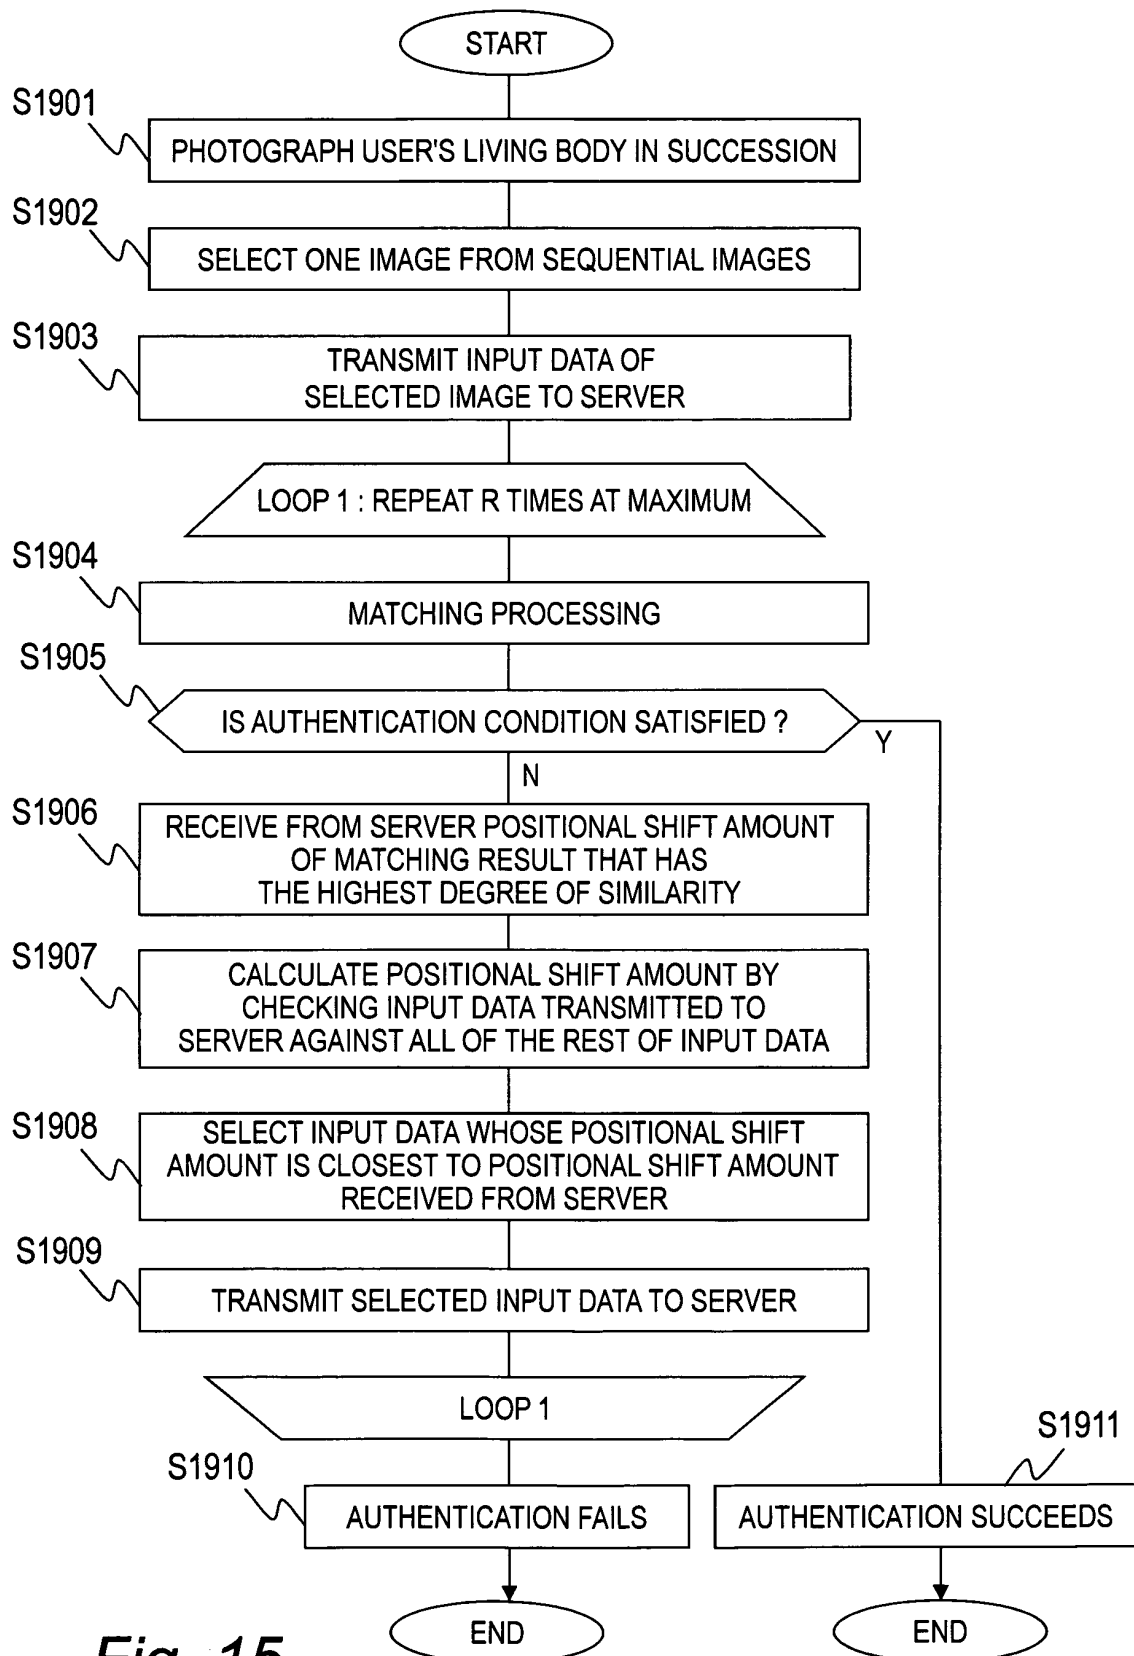 START
S1901
PHOTOGRAPH USER'S LIVING BODY IN SUCCESSION
S1902
SELECT ONE IMAGE FROM SEQUENTIAL IMAGES
S1903
TRANSMIT INPUT DATA OF
SELECTED IMAGE TO SERVER
LOOP 1 : REPEAT R TIMES AT MAXIMUM
S1904
MATCHING PROCESSING
S1905
IS AUTHENTICATION CONDITION SATISFIED ?
Y
N
S1906
RECEIVE FROM SERVER POSITIONAL SHIFT AMOUNT
OF MATCHING RESULT THAT HAS
THE HIGHEST DEGREE OF SIMILARITY
S1907
CALCULATE POSITIONAL SHIFT AMOUNT BY
CHECKING INPUT DATA TRANSMITTED TO
SERVER AGAINST ALL OF THE REST OF INPUT DATA
S1908
SELECT INPUT DATA WHOSE POSITIONAL SHIFT
AMOUNT IS CLOSEST TO POSITIONAL SHIFT AMOUNT
RECEIVED FROM SERVER
S1909
TRANSMIT SELECTED INPUT DATA TO SERVER
LOOP 1
S1910
AUTHENTICATION FAILS
S1911
AUTHENTICATION SUCCEEDS
END
END
Fig. 15